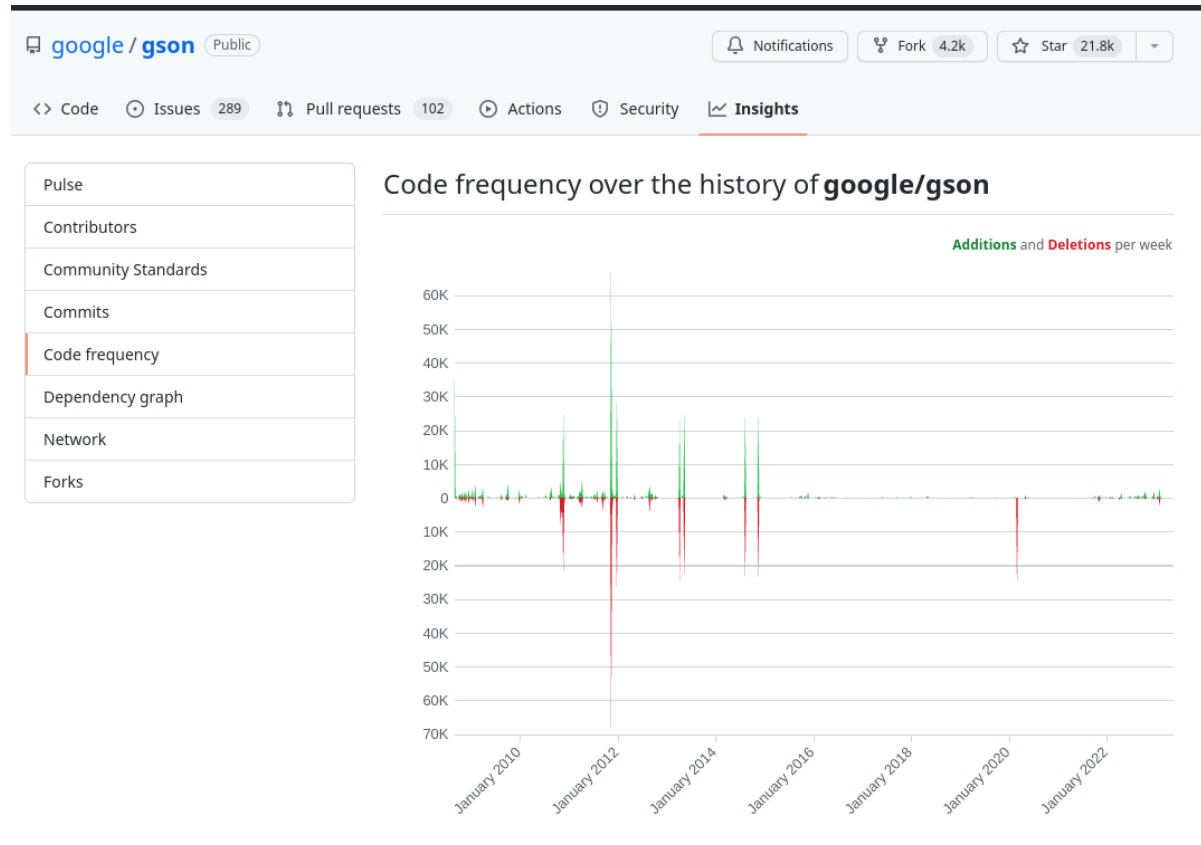 google / gson Public Notifications Fork 4.2k Star 21.8k
Code Issues 289 Pull requests 102 Actions Security Insights
Pulse
Contributors
Community Standards
Commits
Code frequency
Dependency graph
Network
Forks
Code frequency over the history of google/gson
Additions and Deletions per week
60K
50K
40K
30K
20K
10K
0
10K
20K
30K
40K
50K
60K
70K
January 2010
January 2012
January 2014
January 2016
January 2018
January 2020
January 2022